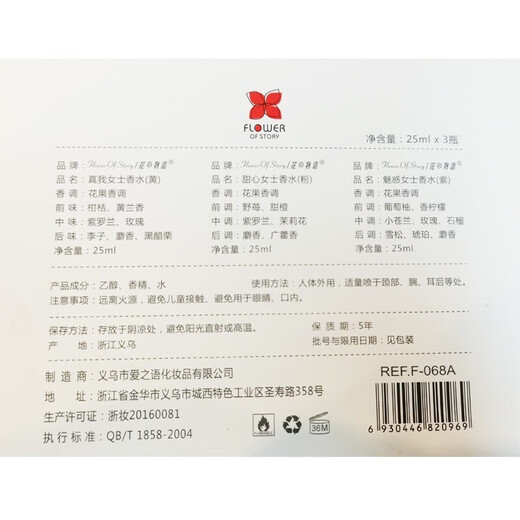 FLOWER
OF STORY
净含量：25ml x 3瓶
品 牌：Flower Of Story/花の物语®
品 名：真我女士香水(黄)
香 调：花果香调
前 味：柑桔、黄兰香
中 味：紫罗兰、玫瑰
后 味：李子、麝香、黑醋栗
净含量：25ml
品 牌：Flower Of Story/花の物语®
品 名：甜心女士香水(粉)
香 调：花果香调
前 调：野苺、甜橙
中 调：紫罗兰、茉莉花
后 调：麝香、广藿香
净含量：25ml
品 牌：Flower Of Story/花の物语®
品 名：魅惑女士香水(紫)
香 调：花果香调
前 调：葡萄柚、香柠檬
中 调：小苍兰、玫瑰、石榴
后 调：雪松、琥珀、麝香
净含量：25ml
产品成分：乙醇、香精、水
使用方法：人体外用，适量喷于颈部、腕、耳后等处。
注意事项：远离火源，避免儿童接触、避免用于眼睛、口内。
保存方法：存放于阴凉处，避免阳光直射或高温。
保 质 期：5年
产 地：浙江义乌
批号与限用日期：见包装
制 造 商：义乌市爱之语化妆品有限公司
地 址：浙江省金华市义乌市城西特色工业区圣寿路358号
生产许可证：浙妆20160081
执 行 标 准：QB/T 1858-2004
FLAMMABLE
36M
REF.F-068A
6 930446 820969